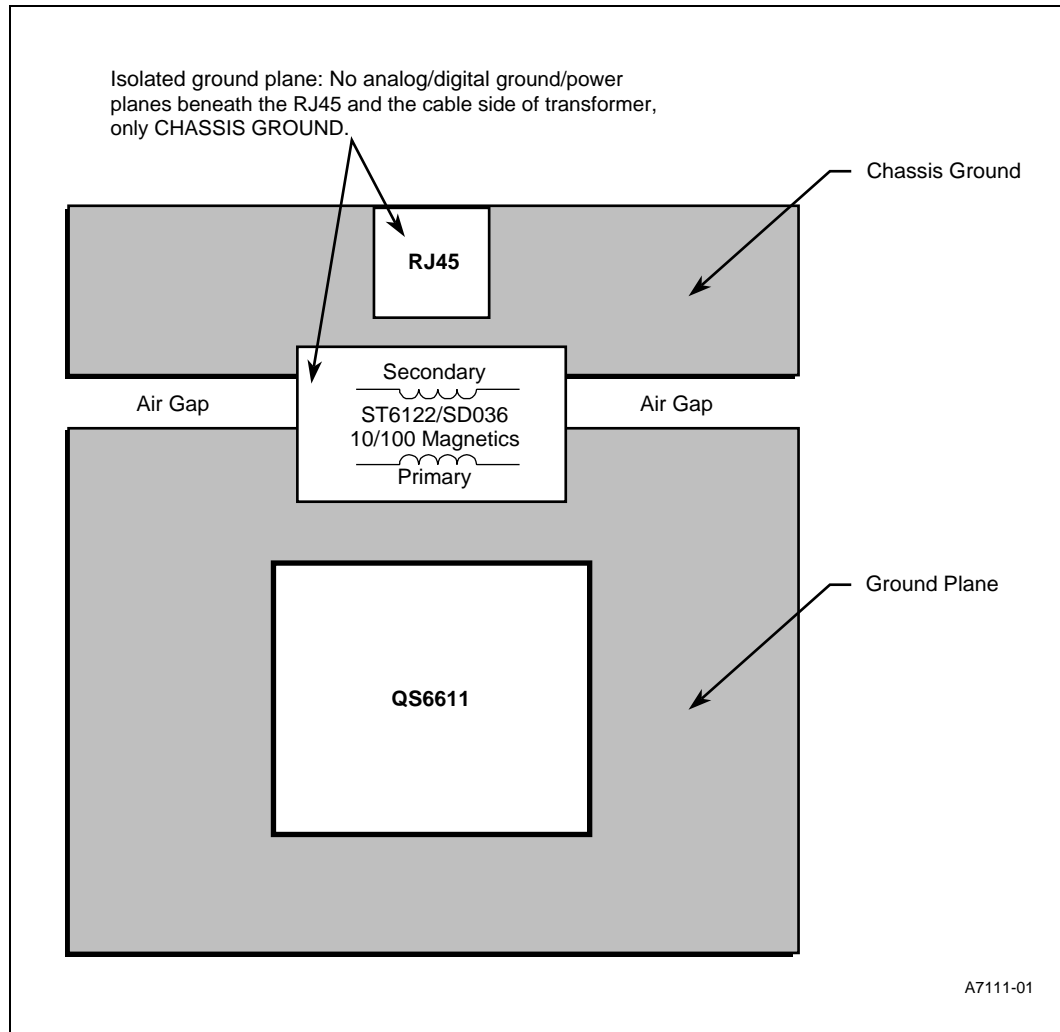 Isolated ground plane: No analog/digital ground/power
planes beneath the RJ45 and the cable side of transformer,
only CHASSIS GROUND.
Chassis Ground
RJ45
Secondary
Air Gap
ST6122/SD036
Air Gap
10/100 Magnetics
Primary
Ground Plane
QS6611
A7111-01